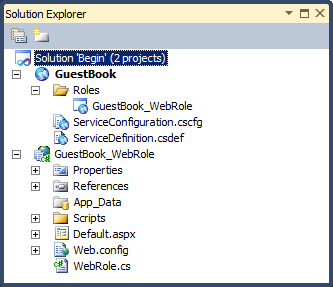 Solution Explorer
Solution 'Begin' (2 projects)
GuestBook
Roles
GuestBook_WebRole
ServiceConfiguration.cscfg
ServiceDefinition.csdef
GuestBook_WebRole
Properties
References
App_Data
Scripts
Default.aspx
Web.config
WebRole.cs